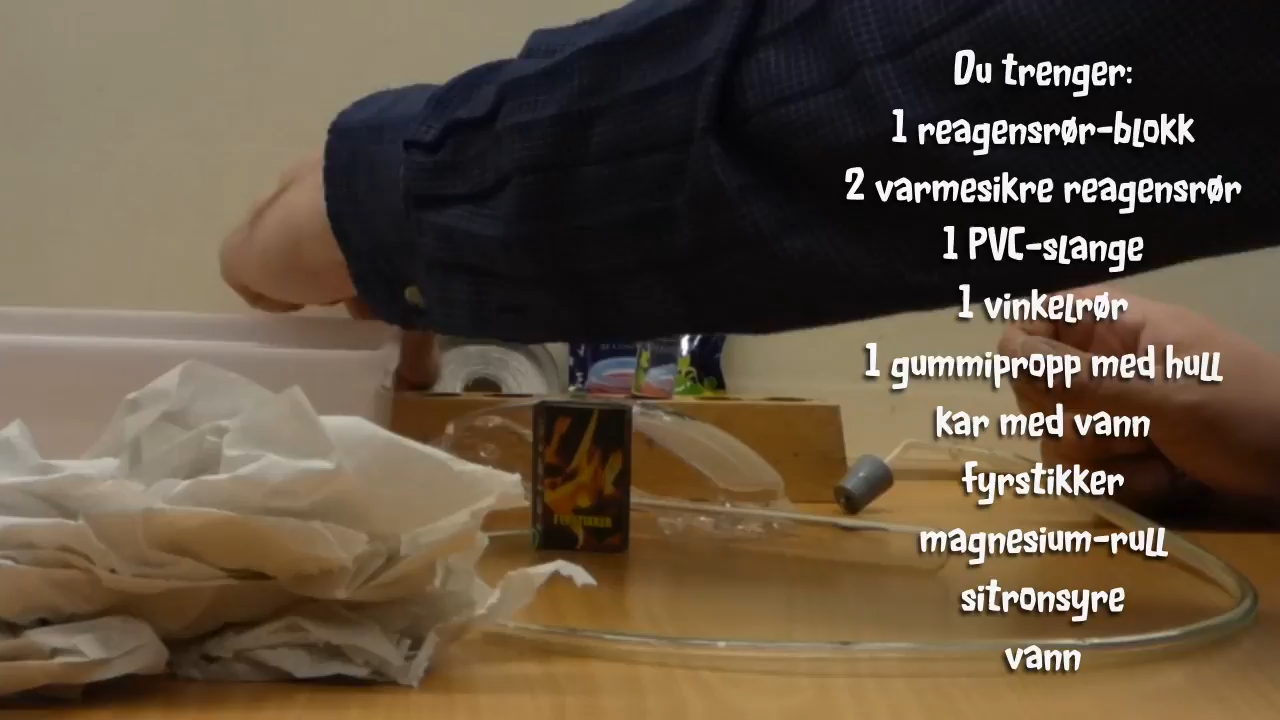 Du trenger:
1 reagensrør-blokk
2 varmesikre reagensrør
1 PVC-slange
1 vinkelrør
1 gummipropp med hull
kar med vann
fyrstikker
magnesium-rull
sitronsyre
vann
FYRSTIKKER